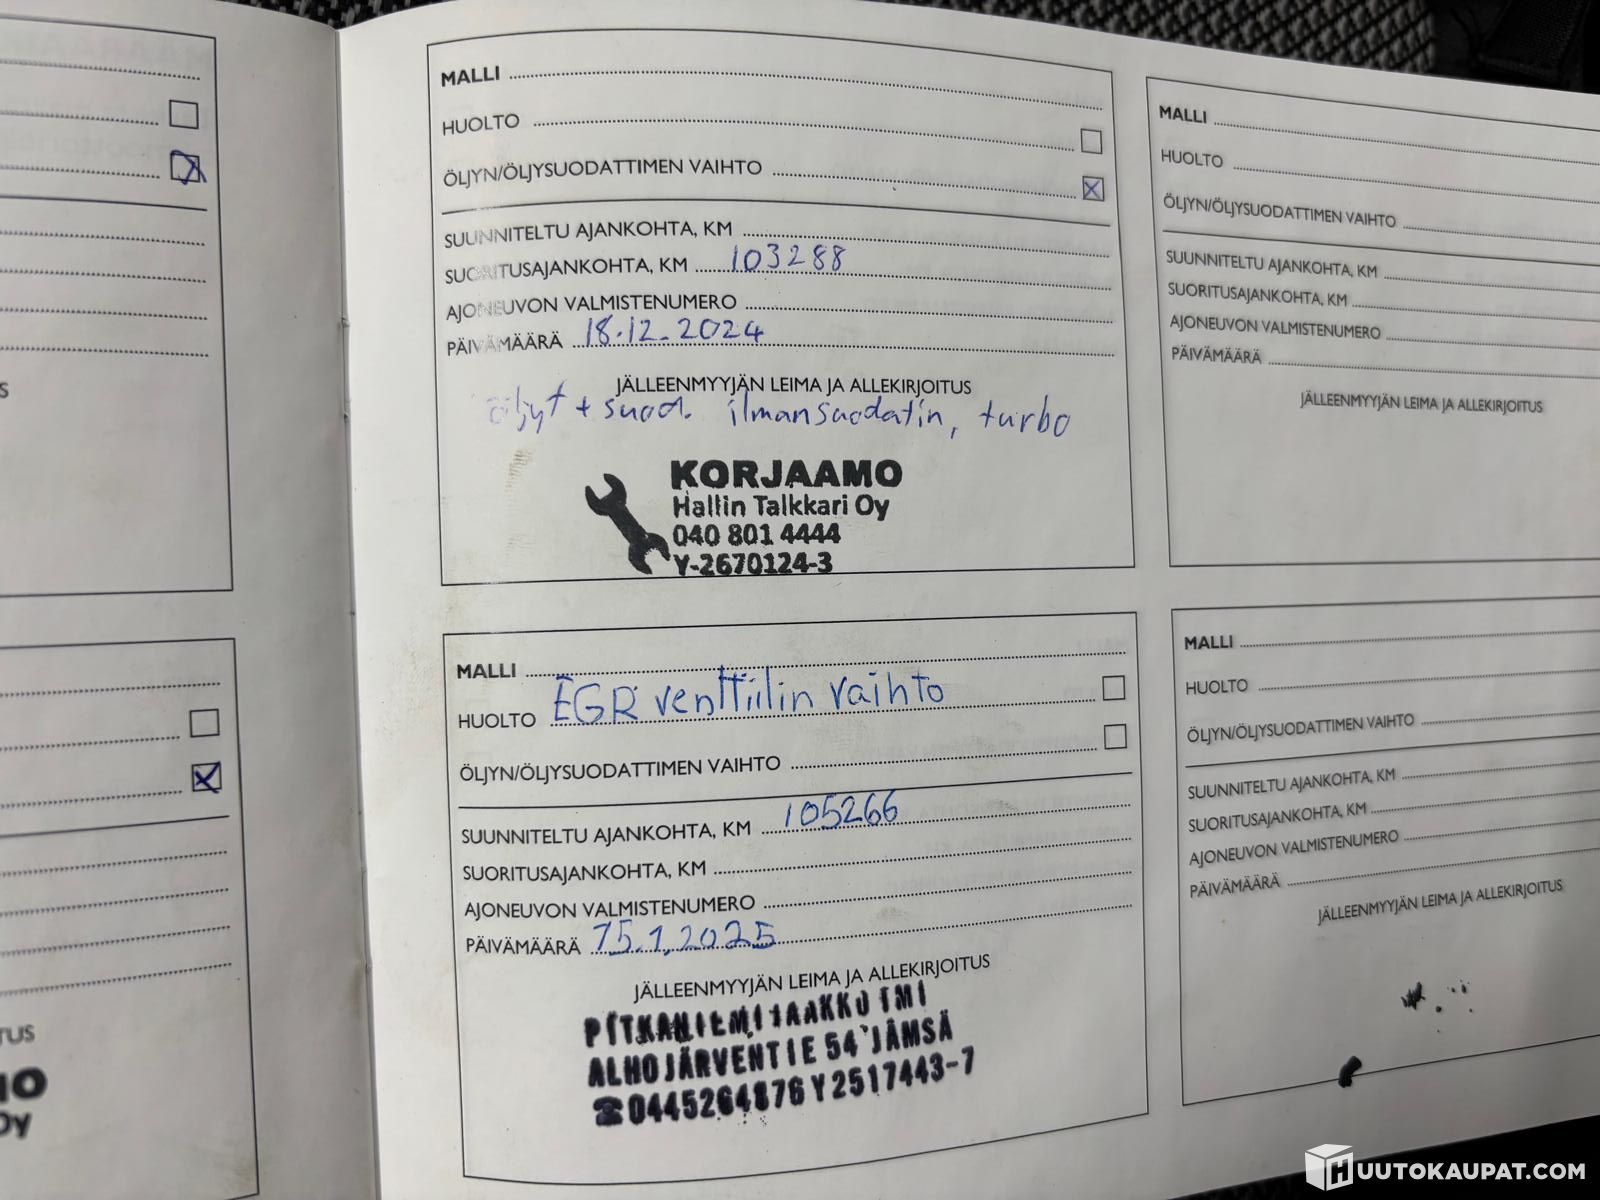 MALLI
HUOLTO
ÖLJYN/ÖLJYSUODATTIMEN VAIHTO
SUUNNITELTU AJANKOHTA, KM
SUORITUSAJANKOHTA, KM 103288
AJONEUVON VALMISTENUMERO
PÄIVÄMÄÄRÄ 18.12.2024
JÄLLEENMYYJÄN LEIMA JA ALLEKIRJOITUS
öljyt + suod. ilmansuodatin, turbo
KORJAAMO
Hallin Talkkari Oy
040 801 4444
Y-2670124-3
MALLI
HUOLTO EGR venttiilin vaihto
ÖLJYN/ÖLJYSUODATTIMEN VAIHTO
SUUNNITELTU AJANKOHTA, KM 105266
SUORITUSAJANKOHTA, KM
AJONEUVON VALMISTENUMERO
PÄIVÄMÄÄRÄ 15.1.2025
JÄLLEENMYYJÄN LEIMA JA ALLEKIRJOITUS
PITKÄNIEMI JAAKKO TMI
ALHOJÄRVENTIE 54 JÄMSÄ
☎0445264876 Y2517443-7
MALLI
HUOLTO
ÖLJYN/ÖLJYSUODATTIMEN VAIHTO
SUUNNITELTU AJANKOHTA, KM
SUORITUSAJANKOHTA, KM
AJONEUVON VALMISTENUMERO
PÄIVÄMÄÄRÄ
JÄLLEENMYYJÄN LEIMA JA ALLEKIRJOITUS
MALLI
HUOLTO
ÖLJYN/ÖLJYSUODATTIMEN VAIHTO
SUUNNITELTU AJANKOHTA, KM
SUORITUSAJANKOHTA, KM
AJONEUVON VALMISTENUMERO
PÄIVÄMÄÄRÄ
JÄLLEENMYYJÄN LEIMA JA ALLEKIRJOITUS
HUUTOKAUPAT.COM